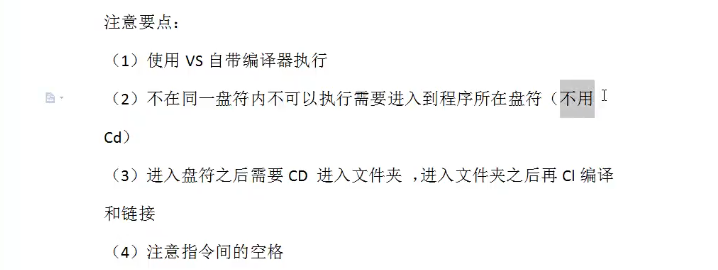 注意要点：
（1）使用 VS 自带编译器执行
（2）不在同一盘符内不可以执行需要进入到程序所在盘符（不用
Cd）
（3）进入盘符之后需要 CD 进入文件夹 ,进入文件夹之后再 Cl 编译
和链接
（4）注意指令间的空格